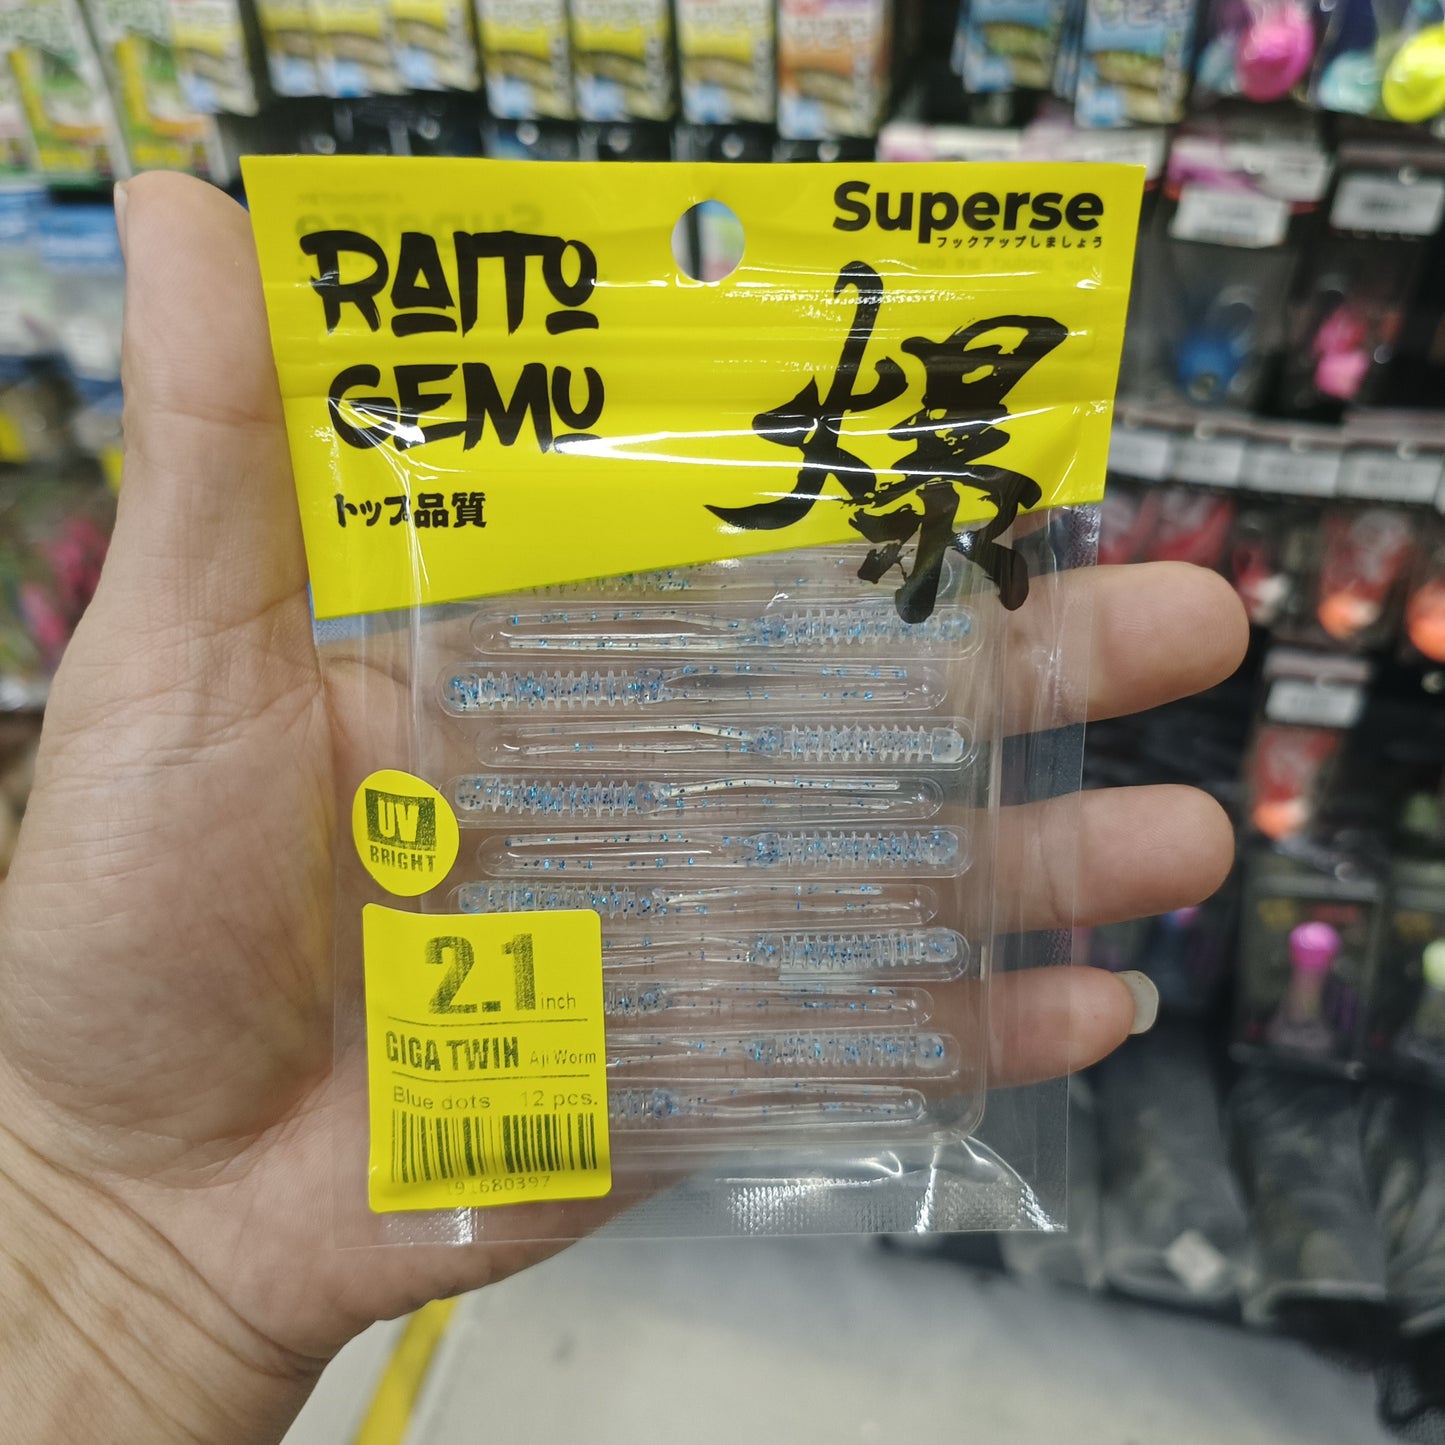 Superse
フックアップしましょう
RAITO
GEMU
爆
トップ品質
UV
BRIGHT
2.1 inch
GIGA TWIN Aji Worm
Blue dots 12 pcs.
191680397